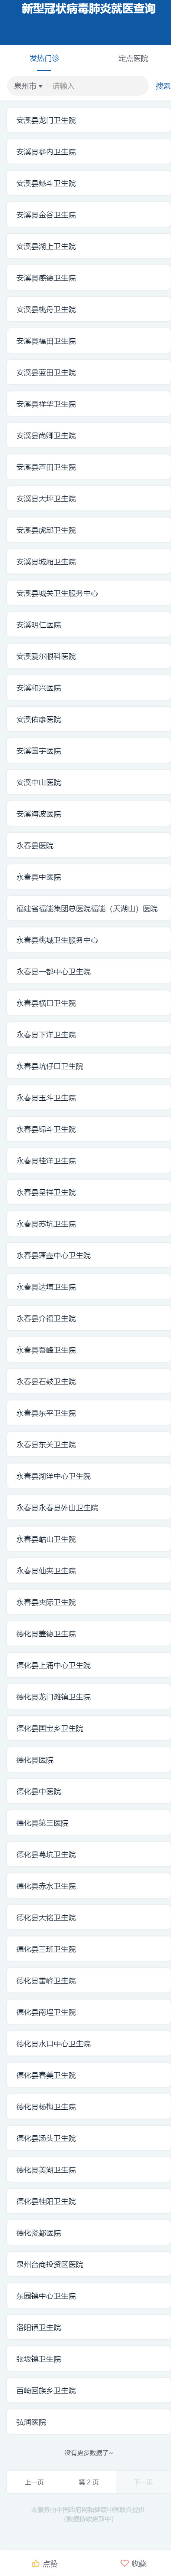 新型冠状病毒肺炎就医查询
发热门诊
定点医院
泉州市
请输入
搜索
安溪县龙门卫生院
安溪县参内卫生院
安溪县魁斗卫生院
安溪县金谷卫生院
安溪县湖上卫生院
安溪县感德卫生院
安溪县桃舟卫生院
安溪县福田卫生院
安溪县蓝田卫生院
安溪县祥华卫生院
安溪县尚卿卫生院
安溪县芦田卫生院
安溪县大坪卫生院
安溪县虎邱卫生院
安溪县城厢卫生院
安溪县城关卫生服务中心
安溪明仁医院
安溪爱尔眼科医院
安溪和兴医院
安溪佑康医院
安溪国宇医院
安溪中山医院
安溪海波医院
永春县医院
永春县中医院
福建省福能集团总医院福能（天湖山）医院
永春县桃城卫生服务中心
永春县一都中心卫生院
永春县横口卫生院
永春县下洋卫生院
永春县坑仔口卫生院
永春县玉斗卫生院
永春县锦斗卫生院
永春县桂洋卫生院
永春县呈祥卫生院
永春县苏坑卫生院
永春县蓬壶中心卫生院
永春县达埔卫生院
永春县介福卫生院
永春县吾峰卫生院
永春县石鼓卫生院
永春县东平卫生院
永春县东关卫生院
永春县湖洋中心卫生院
永春县永春县外山卫生院
永春县岵山卫生院
永春县仙夹卫生院
永春县夹际卫生院
德化县盖德卫生院
德化县上涌中心卫生院
德化县龙门滩镇卫生院
德化县国宝乡卫生院
德化县医院
德化县中医院
德化县第三医院
德化县葛坑卫生院
德化县赤水卫生院
德化县大铭卫生院
德化县三班卫生院
德化县雷峰卫生院
德化县南埕卫生院
德化县水口中心卫生院
德化县春美卫生院
德化县杨梅卫生院
德化县汤头卫生院
德化县美湖卫生院
德化县桂阳卫生院
德化瓷都医院
泉州台商投资区医院
东园镇中心卫生院
洛阳镇卫生院
张坂镇卫生院
百崎回族乡卫生院
弘润医院
没有更多数据了~
上一页
第 2 页
下一页
本服务由中国政府网和健康中国联合提供
(数据持续更新中)
点赞
收藏